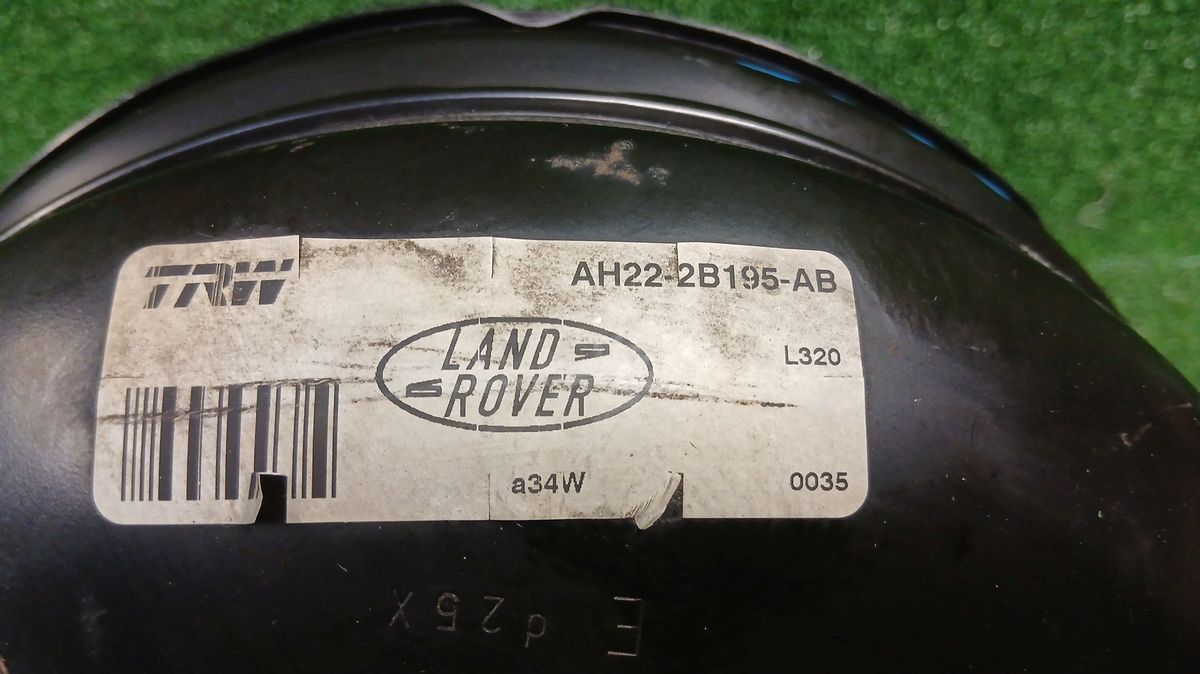 TRW
AH22-2B195-AB
LAND
ROVER
L320
a34W
0035
E
d25X